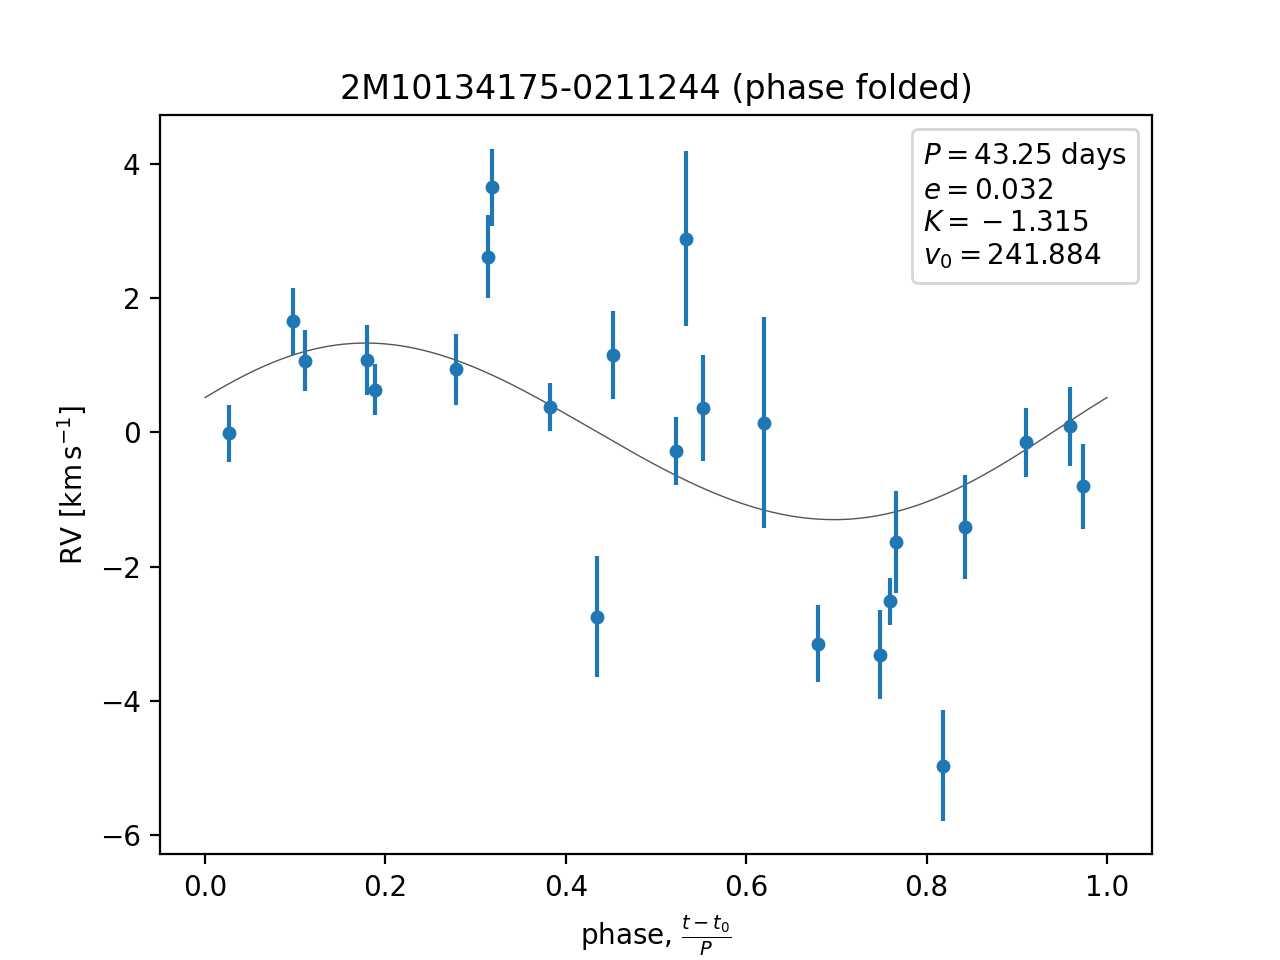 2M10134175-0211244 (phase folded)
P = 43.25 days
e = 0.032
K = −1.315
v₀ = 241.884
4
2
0
−2
−4
−6
RV [km s⁻¹]
0.0 0.2 0.4 0.6 0.8 1.0
phase, (t − t₀)/P